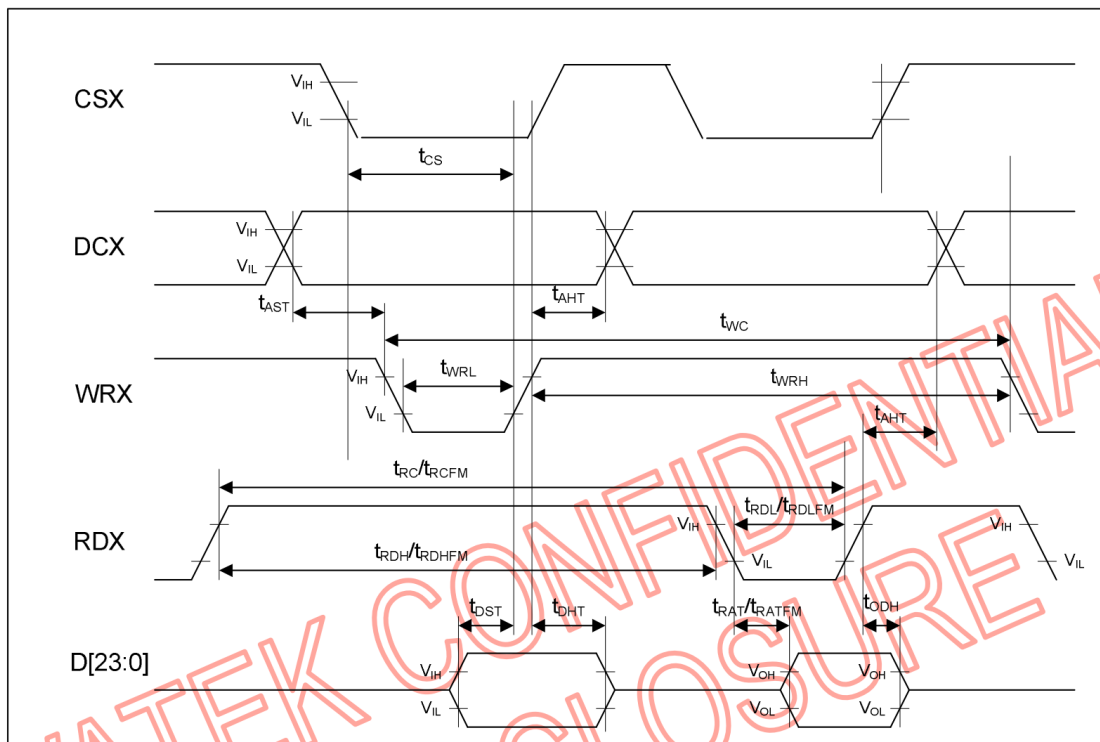 CSX
VIH
VIL
tCS
DCX
VIH
VIL
tAST
tAHT
tWC
WRX
VIH
VIL
tWRL
tWRH
tAHT
tRC/tRCFM
RDX
tRDL/tRDLFM
VIH
VIL
VIH
VIL
tRDH/tRDHFM
tDST
tDHT
tRAT/tRATFM
tODH
D[23:0]
VIH
VIL
VOH
VOL
VOH
VOL
CONFIDENTIA
CLOSURE